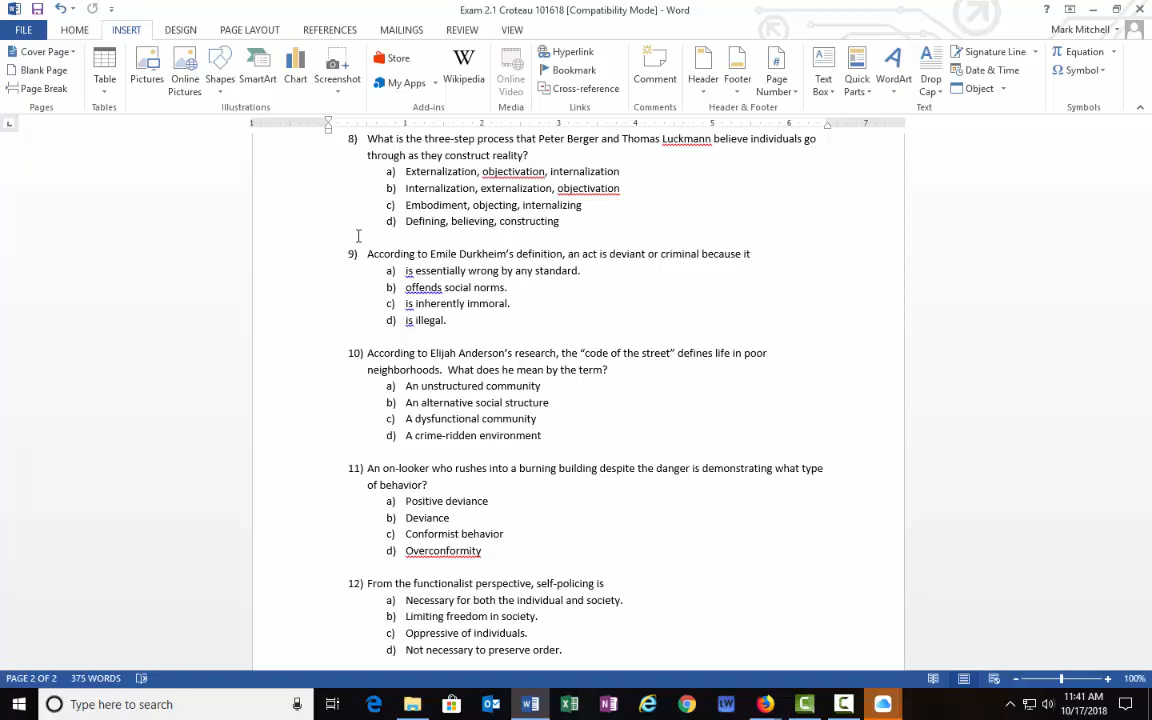 Exam 2.1 Croteau 101618 [Compatibility Mode] - Word
FILE HOME INSERT DESIGN PAGE LAYOUT REFERENCES MAILINGS REVIEW VIEW Mark Mitchell
Cover Page
Blank Page
Page Break
Table
Pictures
Online Pictures
Shapes
SmartArt
Chart
Screenshot
Store
My Apps
Wikipedia
Online Video
Hyperlink
Bookmark
Cross-reference
Comment
Header
Footer
Page Number
Text Box
Quick Parts
WordArt
Drop Cap
Signature Line
Date & Time
Object
Equation
Symbol
Pages Tables Illustrations Add-ins Media Links Comments Header & Footer Text Symbols
1 1 2 3 4 5 6 7
8) What is the three-step process that Peter Berger and Thomas Luckmann believe individuals go
through as they construct reality?
a) Externalization, objectivation, internalization
b) Internalization, externalization, objectivation
c) Embodiment, objecting, internalizing
d) Defining, believing, constructing
9) According to Emile Durkheim's definition, an act is deviant or criminal because it
a) is essentially wrong by any standard.
b) offends social norms.
c) is inherently immoral.
d) is illegal.
10) According to Elijah Anderson's research, the "code of the street" defines life in poor
neighborhoods. What does he mean by the term?
a) An unstructured community
b) An alternative social structure
c) A dysfunctional community
d) A crime-ridden environment
11) An on-looker who rushes into a burning building despite the danger is demonstrating what type
of behavior?
a) Positive deviance
b) Deviance
c) Conformist behavior
d) Overconformity
12) From the functionalist perspective, self-policing is
a) Necessary for both the individual and society.
b) Limiting freedom in society.
c) Oppressive of individuals.
d) Not necessary to preserve order.
PAGE 2 OF 2 375 WORDS 100%
Type here to search
11:41 AM
10/17/2018